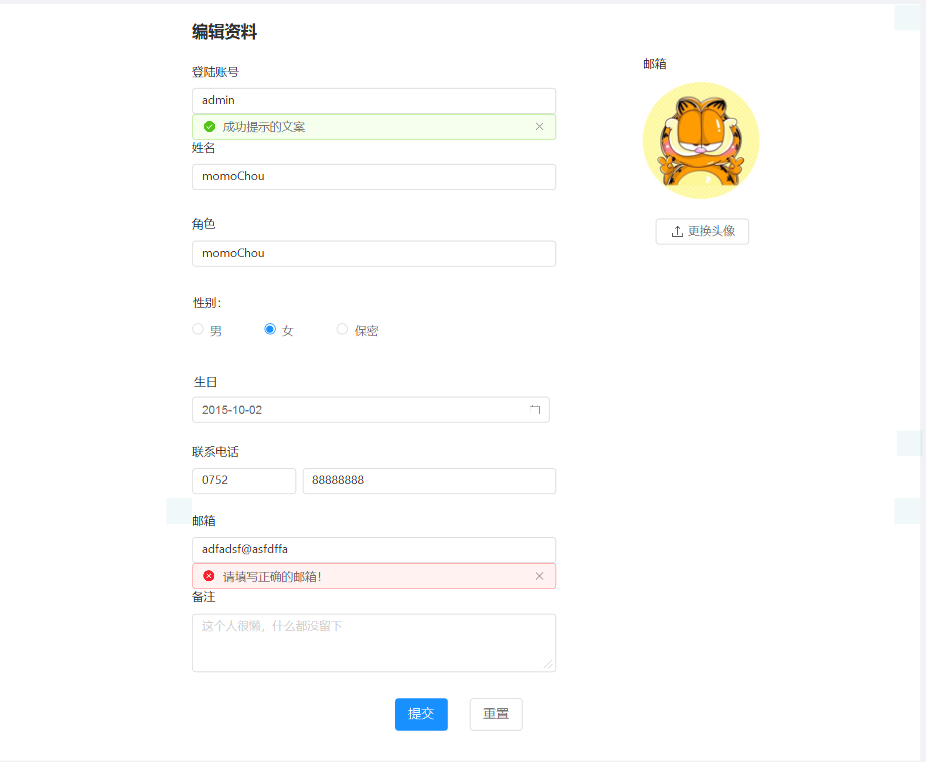 编辑资料
登陆账号
admin
成功提示的文案
姓名
momoChou
角色
momoChou
性别:
男 女 保密
生日
2015-10-02
联系电话
0752 88888888
邮箱
adfadsf@asfdffa
请填写正确的邮箱!
备注
这个人很懒，什么都没留下
提交 重置
邮箱
更换头像